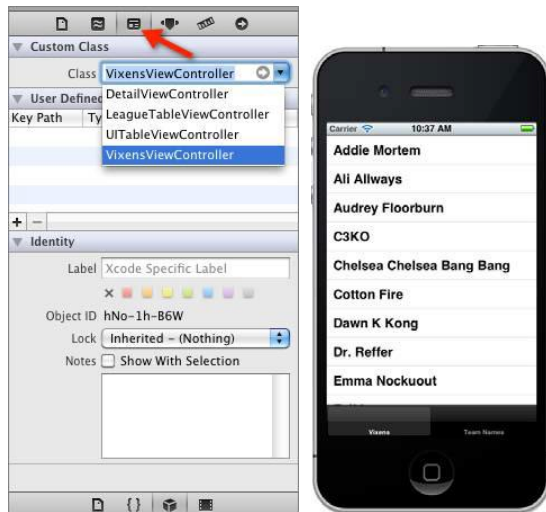 Custom Class
Class VixensViewController
DetailViewController
LeagueTableViewController
UITableViewController
VixensViewController
User Defined
Key Path Ty
+ −
Identity
Label Xcode Specific Label
Object ID hNo-1h-B6W
Lock Inherited - (Nothing)
Notes Show With Selection
{}
Carrier 10:37 AM
Addie Mortem
Ali Allways
Audrey Floorburn
C3KO
Chelsea Chelsea Bang Bang
Cotton Fire
Dawn K Kong
Dr. Reffer
Emma Nockuout
Vixens Team Names